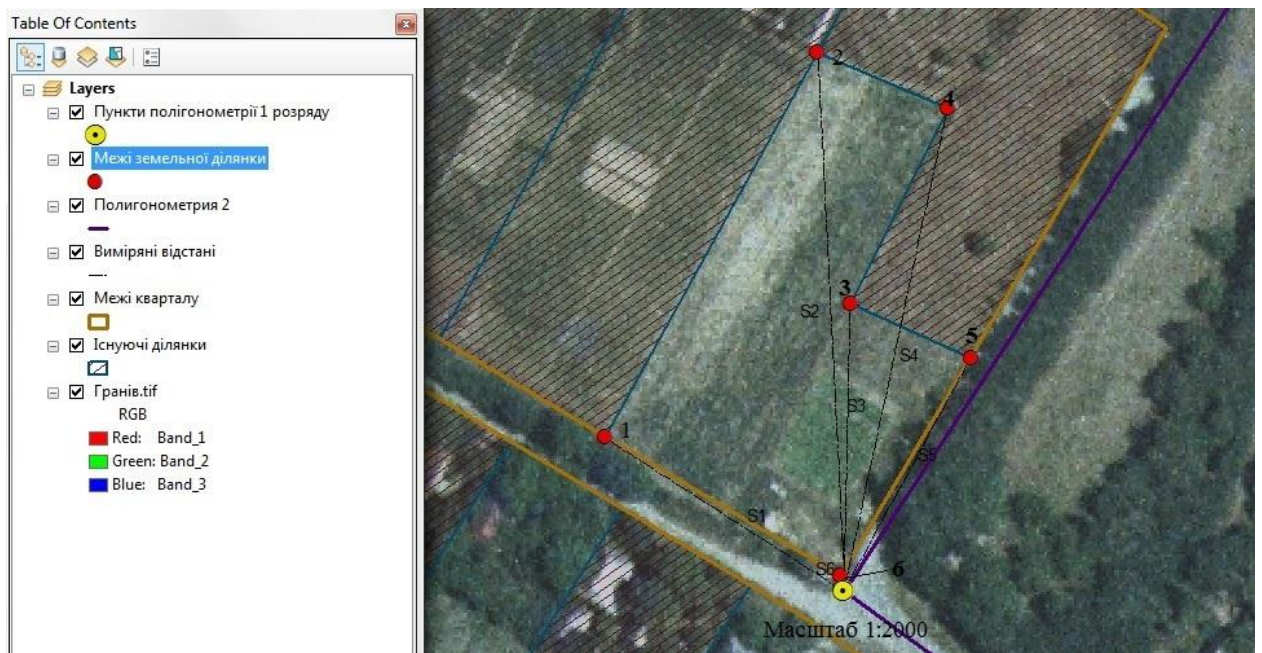 Table Of Contents
Layers
Пункти полігонометрії 1 розряду
Межі земельної ділянки
Полигонометрия 2
Виміряні відстані
Межі кварталу
Існуючі ділянки
Гранів.tif
RGB
Red: Band_1
Green: Band_2
Blue: Band_3
2
4
3
S2
S4
5
S3
1
S5
S1
S6
6
Масштаб 1:2000